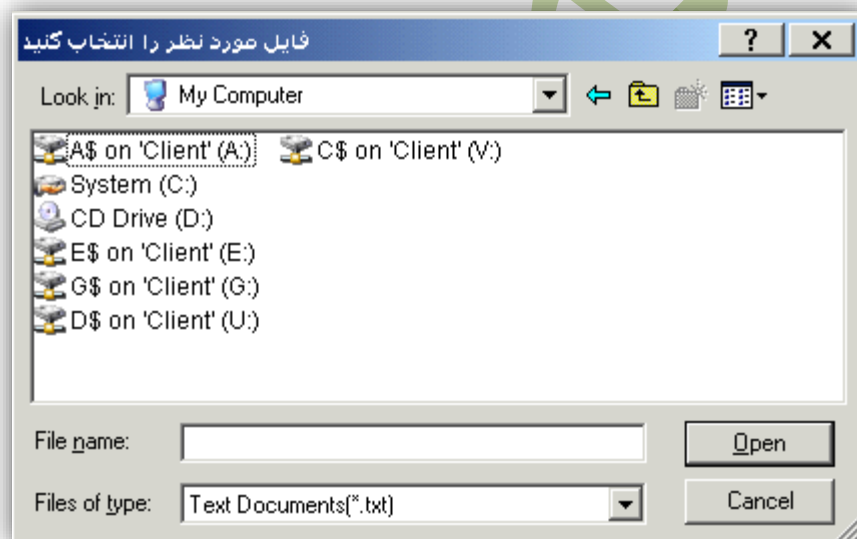 فایل مورد نظر را انتخاب کنید
Look in: My Computer
A$ on 'Client' (A:) C$ on 'Client' (V:)
System (C:)
CD Drive (D:)
E$ on 'Client' (E:)
G$ on 'Client' (G:)
D$ on 'Client' (U:)
File name: Open
Files of type: Text Documents(*.txt) Cancel